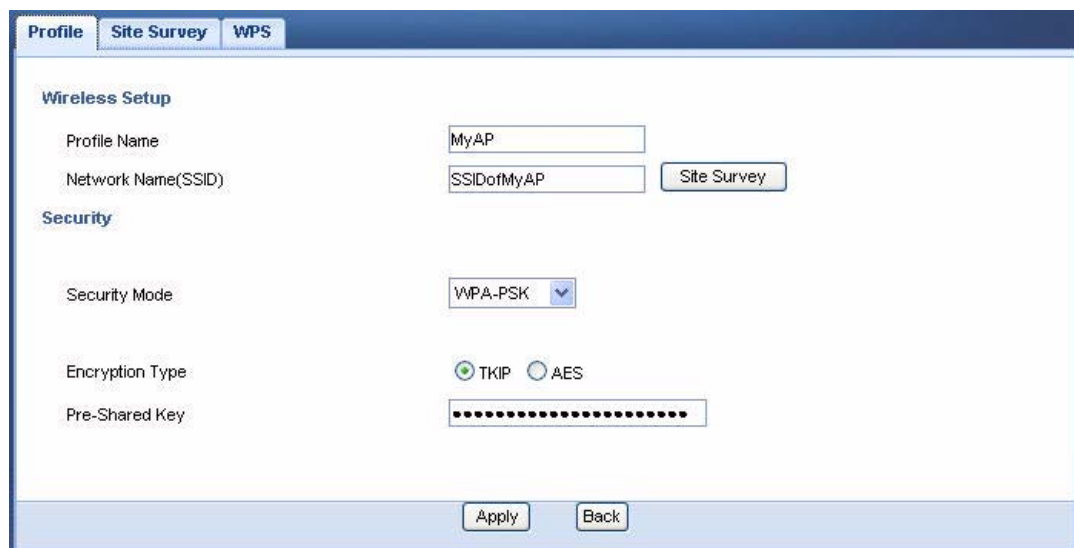 Profile Site Survey WPS
Wireless Setup
Profile Name MyAP
Network Name(SSID) SSIDofMyAP Site Survey
Security
Security Mode WPA-PSK
Encryption Type TKIP AES
Pre-Shared Key •••••••••••••••••••••••
Apply Back